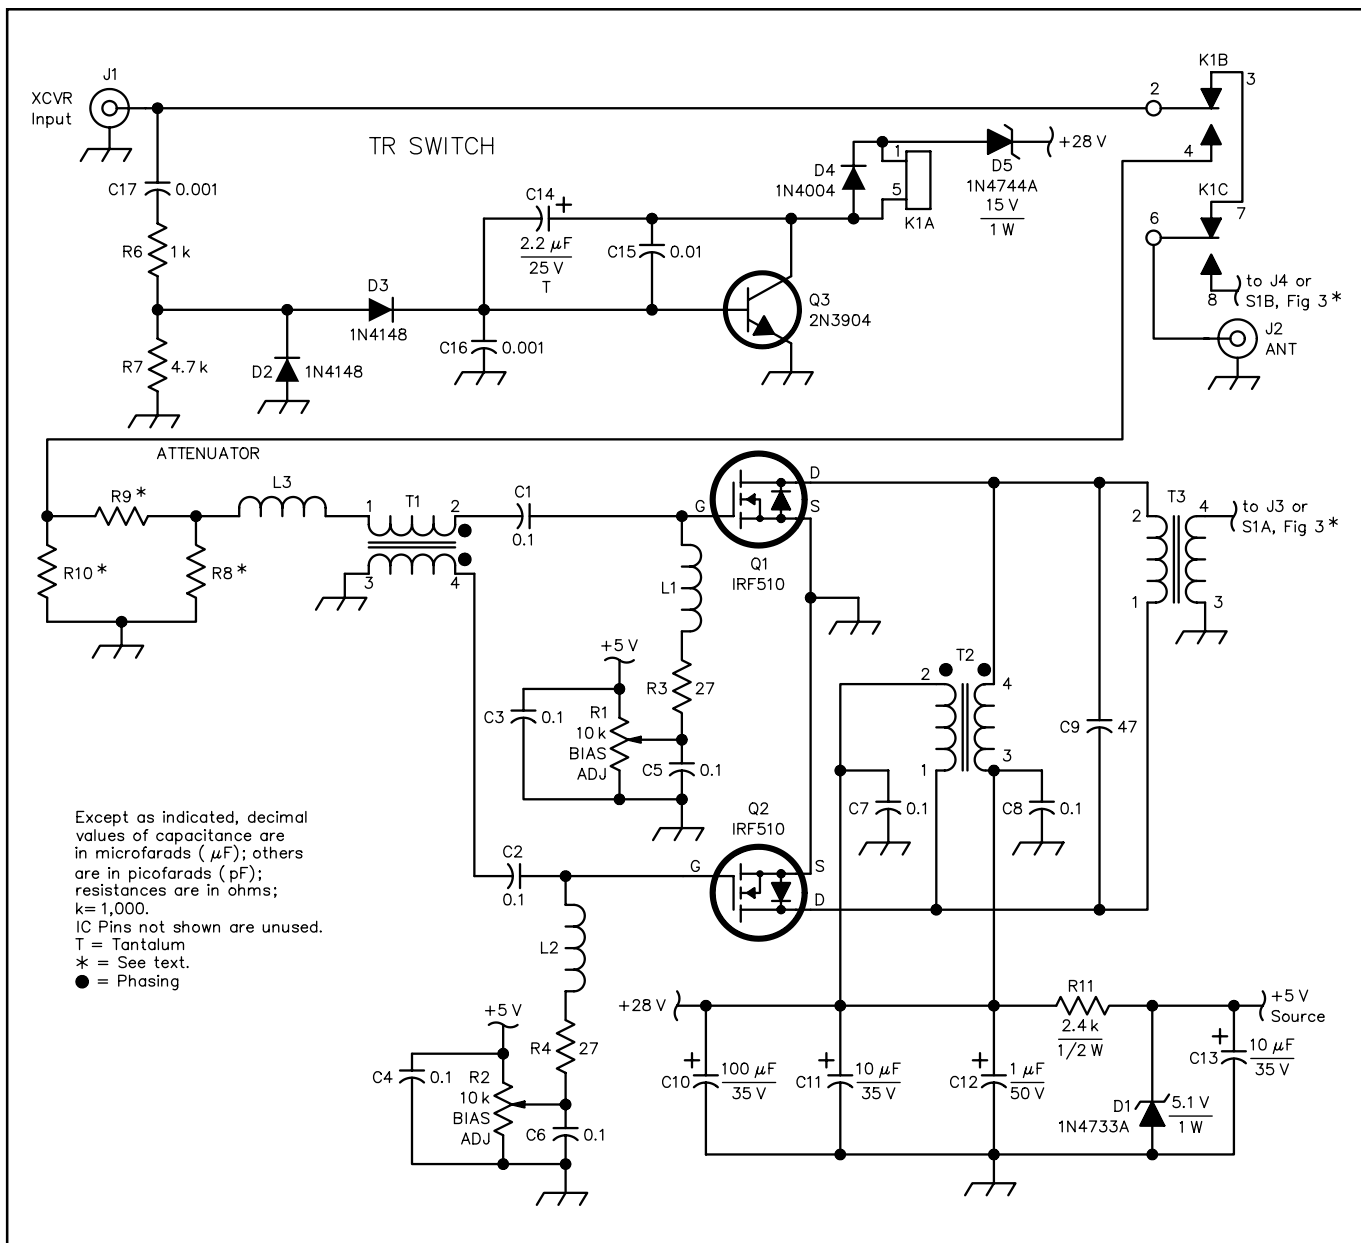 J1
XCVR
Input
TR SWITCH
C17
0.001
R6
1 k
R7
4.7 k
D2
1N4148
D3
1N4148
C14
+
2.2 µF
25 V
T
C15
0.01
C16
0.001
Q3
2N3904
D4
1N4004
1
5
K1A
D5
1N4744A
15 V
1 W
+28 V
K1B
2
3
4
K1C
6
7
8
to J4 or
S1B, Fig 3*
J2
ANT
ATTENUATOR
R9*
R10*
R8*
L3
T1
1
2
3
4
C1
0.1
G
D
S
Q1
IRF510
L1
R3
27
+5 V
C3
0.1
R1
10 k
BIAS
ADJ
C5
0.1
T2
2
4
1
3
C7
0.1
C8
0.1
C9
47
T3
2
4
1
3
to J3 or
S1A, Fig 3*
Q2
IRF510
G
S
D
C2
0.1
L2
R4
27
+5 V
C4
0.1
R2
10 k
BIAS
ADJ
C6
0.1
Except as indicated, decimal
values of capacitance are
in microfarads ( µF); others
are in picofarads (pF);
resistances are in ohms;
k= 1,000.
IC Pins not shown are unused.
T = Tantalum
* = See text.
● = Phasing
+28 V
+
C10
100 µF
35 V
+
C11
10 µF
35 V
+
C12
1 µF
50 V
R11
2.4 k
1/2 W
D1
1N4733A
5.1 V
1 W
+
C13
10 µF
35 V
+5 V
Source